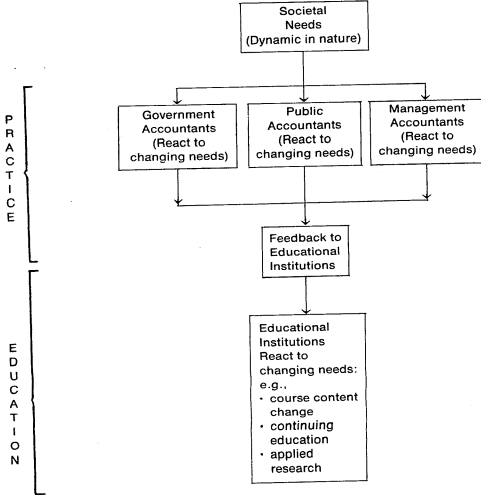 Societal
Needs
(Dynamic in nature)
PRACTICE
Government
Accountants
(React to
changing needs)
Public
Accountants
(React to
changing needs)
Management
Accountants
(React to
changing needs)
Feedback to
Educational
Institutions
EDUCATION
Educational
Institutions
React to
changing needs:
e.g.,
• course content
change
• continuing
education
• applied
research